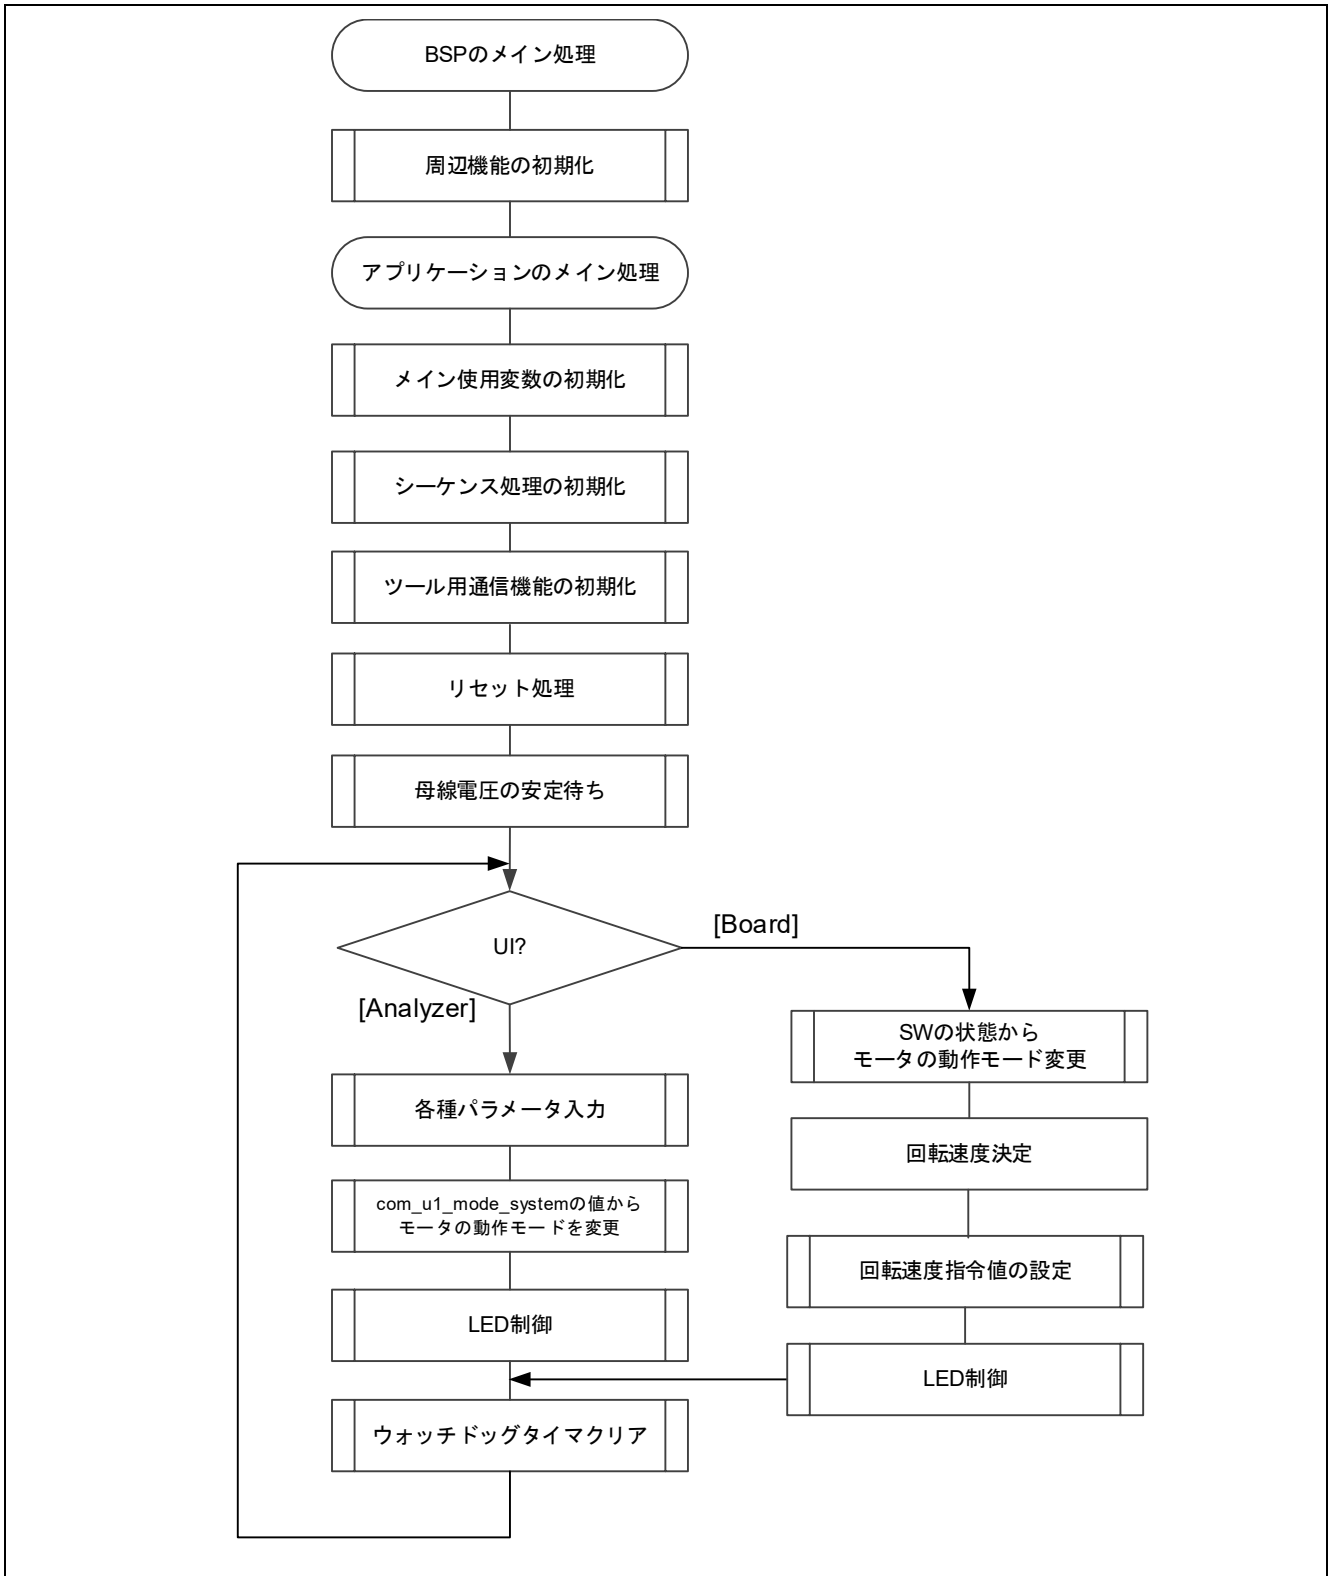 BSPのメイン処理
周辺機能の初期化
アプリケーションのメイン処理
メイン使用変数の初期化
シーケンス処理の初期化
ツール用通信機能の初期化
リセット処理
母線電圧の安定待ち
UI?
[Board]
[Analyzer]
SWの状態から
モータの動作モード変更
各種パラメータ入力
回転速度決定
com_u1_mode_systemの値から
モータの動作モードを変更
回転速度指令値の設定
LED制御
LED制御
ウォッチドッグタイマクリア